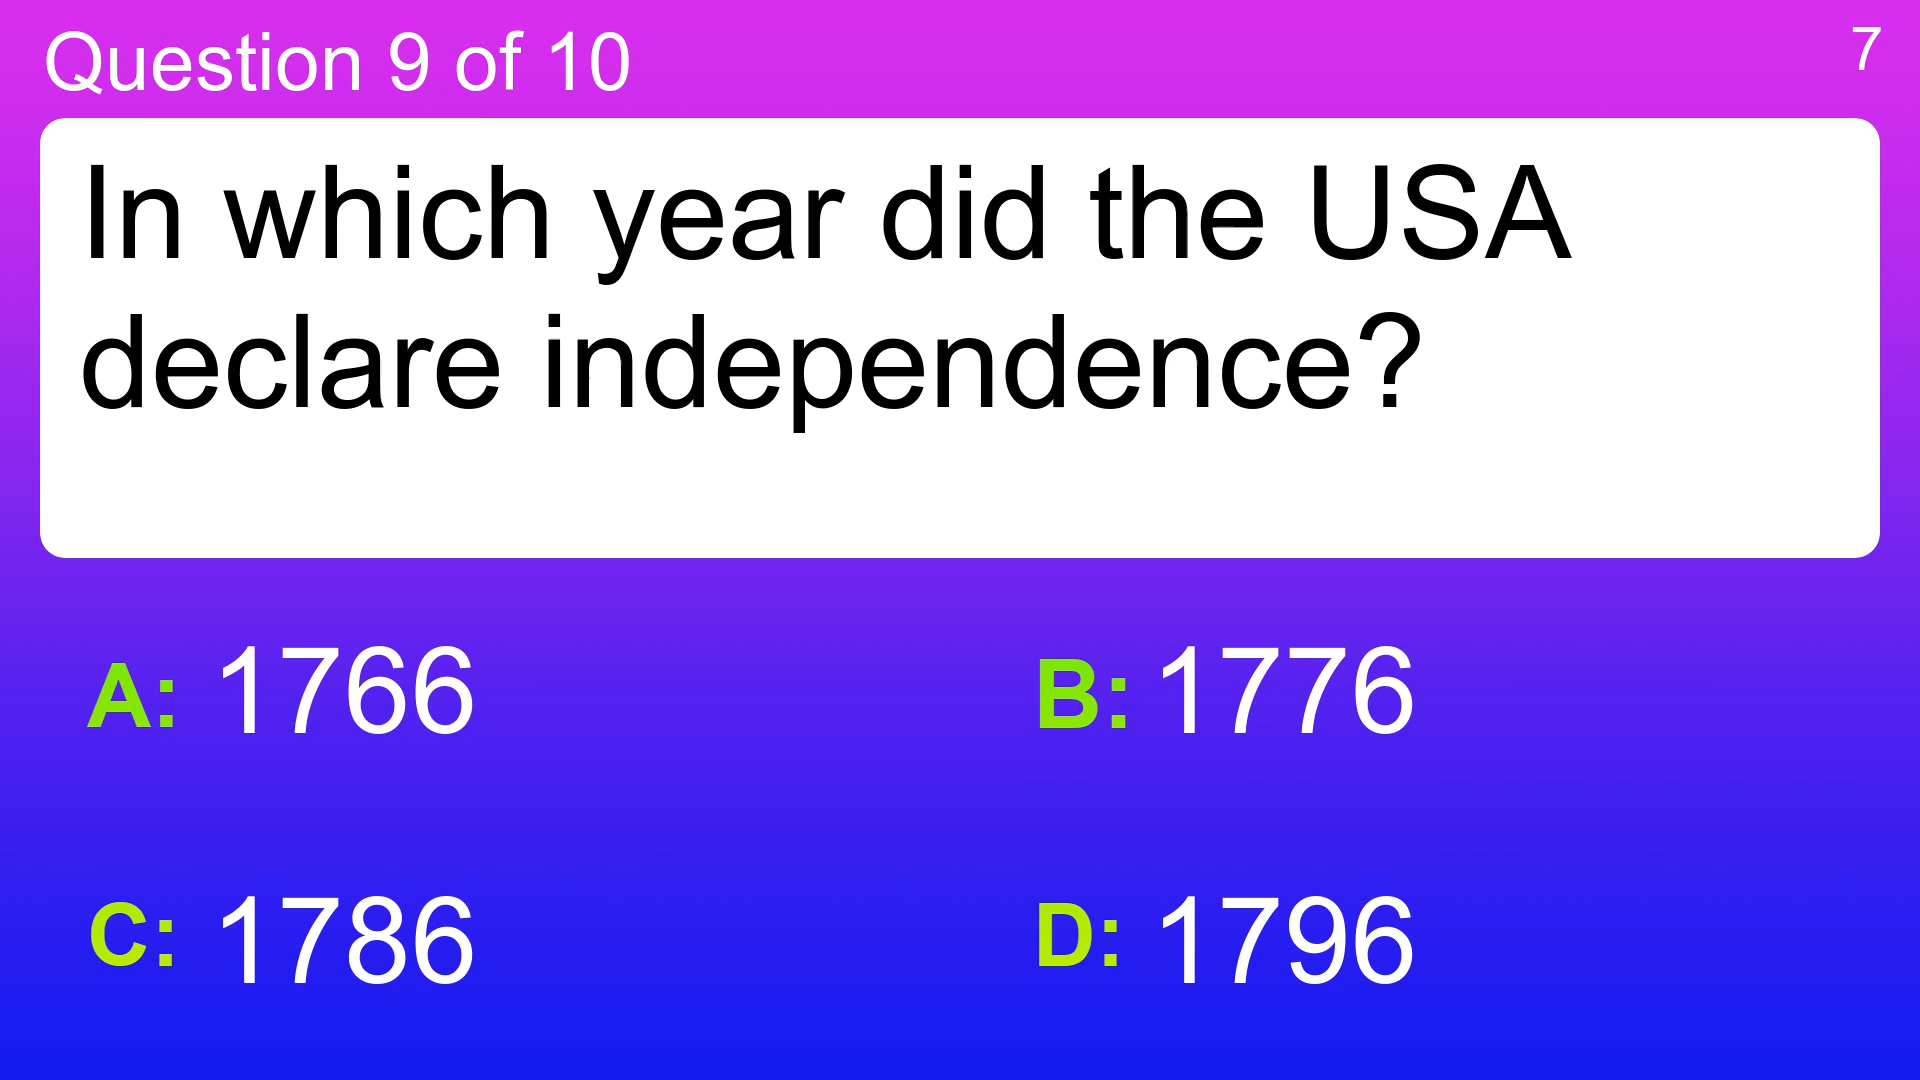 Question 9 of 10
7
In which year did the USA
declare independence?
A: 1766
B: 1776
C: 1786
D: 1796